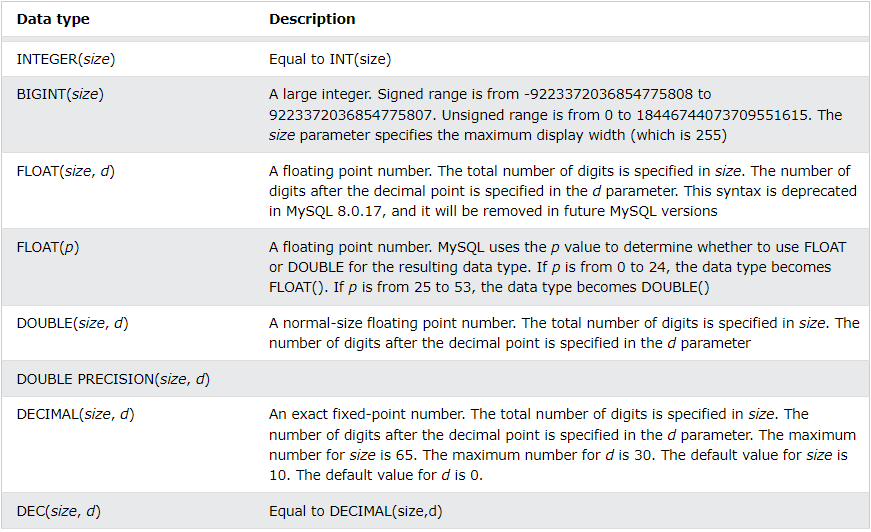 Data type Description
INTEGER(size) Equal to INT(size)
BIGINT(size) A large integer. Signed range is from -9223372036854775808 to
9223372036854775807. Unsigned range is from 0 to 18446744073709551615. The
size parameter specifies the maximum display width (which is 255)
FLOAT(size, d) A floating point number. The total number of digits is specified in size. The number of
digits after the decimal point is specified in the d parameter. This syntax is deprecated
in MySQL 8.0.17, and it will be removed in future MySQL versions
FLOAT(p) A floating point number. MySQL uses the p value to determine whether to use FLOAT
or DOUBLE for the resulting data type. If p is from 0 to 24, the data type becomes
FLOAT(). If p is from 25 to 53, the data type becomes DOUBLE()
DOUBLE(size, d) A normal-size floating point number. The total number of digits is specified in size. The
number of digits after the decimal point is specified in the d parameter
DOUBLE PRECISION(size, d)
DECIMAL(size, d) An exact fixed-point number. The total number of digits is specified in size. The
number of digits after the decimal point is specified in the d parameter. The maximum
number for size is 65. The maximum number for d is 30. The default value for size is
10. The default value for d is 0.
DEC(size, d) Equal to DECIMAL(size,d)